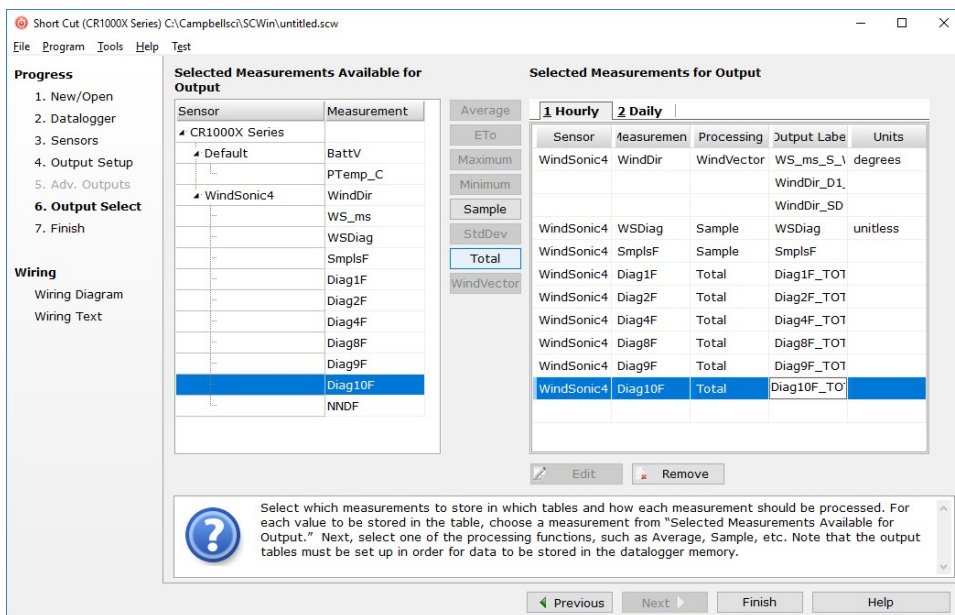 Short Cut (CR1000X Series) C:\Campbellsci\SCWin\untitled.scw
File Program Tools Help Test
Progress
1. New/Open
2. Datalogger
3. Sensors
4. Output Setup
5. Adv. Outputs
6. Output Select
7. Finish
Wiring
Wiring Diagram
Wiring Text
Selected Measurements Available for
Output
Sensor Measurement
CR1000X Series
Default BattV
PTemp_C
WindSonic4 WindDir
WS_ms
WSDiag
SmplsF
Diag1F
Diag2F
Diag4F
Diag8F
Diag9F
Diag10F
NNDF
Average
ETo
Maximum
Minimum
Sample
StdDev
Total
WindVector
Selected Measurements for Output
1 Hourly 2 Daily
Sensor Measuremen Processing Output Labe Units
WindSonic4 WindDir WindVector WS_ms_S_\ degrees
WindDir_D1_
WindDir_SD
WindSonic4 WSDiag Sample WSDiag unitless
WindSonic4 SmplsF Sample SmplsF
WindSonic4 Diag1F Total Diag1F_TOT
WindSonic4 Diag2F Total Diag2F_TOT
WindSonic4 Diag4F Total Diag4F_TOT
WindSonic4 Diag8F Total Diag8F_TOT
WindSonic4 Diag9F Total Diag9F_TOT
WindSonic4 Diag10F Total Diag10F_TO
Edit Remove
Select which measurements to store in which tables and how each measurement should be processed. For
each value to be stored in the table, choose a measurement from “Selected Measurements Available for
Output.” Next, select one of the processing functions, such as Average, Sample, etc. Note that the output
tables must be set up in order for data to be stored in the datalogger memory.
Previous Next Finish Help